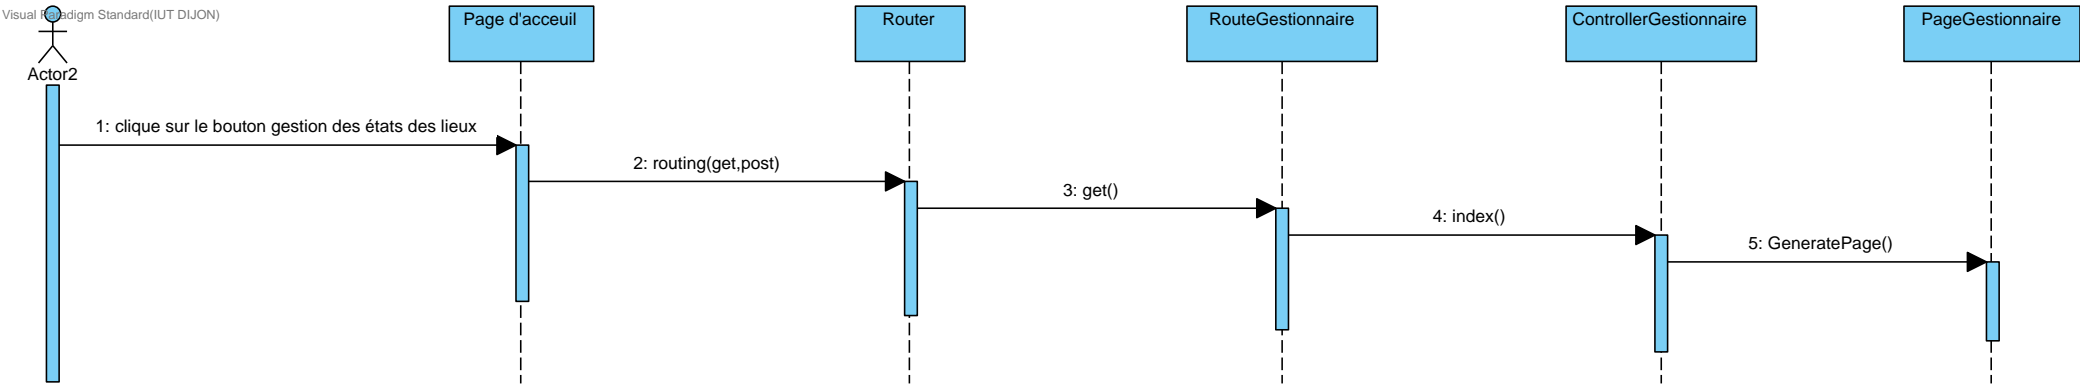 Visual Paradigm Standard(IUT DIJON)
Actor2
Page d'acceuil
Router
RouteGestionnaire
ControllerGestionnaire
PageGestionnaire
1: clique sur le bouton gestion des états des lieux
2: routing(get,post)
3: get()
4: index()
5: GeneratePage()